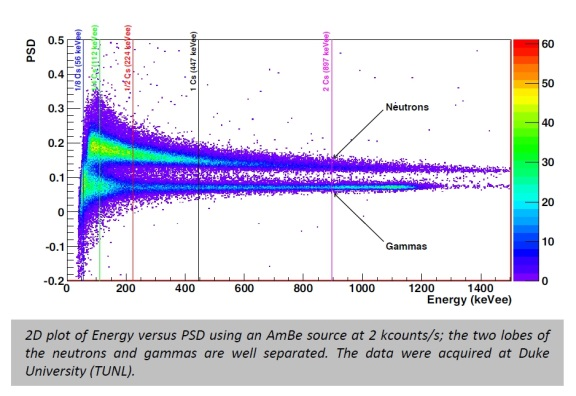 PSD
0.5
0.4
0.3
0.2
0.1
0
-0.1
-0.2
1/8 Cs (56 keVee)
(112 keVee)
1/2 Cs (224 keVee)
1 Cs (447 keVee)
2 Cs (897 keVee)
Neutrons
Gammas
0 200 400 600 800 1000 1200 1400
Energy (keVee)
60
50
40
30
20
10
0
2D plot of Energy versus PSD using an AmBe source at 2 kcounts/s; the two lobes of
the neutrons and gammas are well separated. The data were acquired at Duke
University (TUNL).